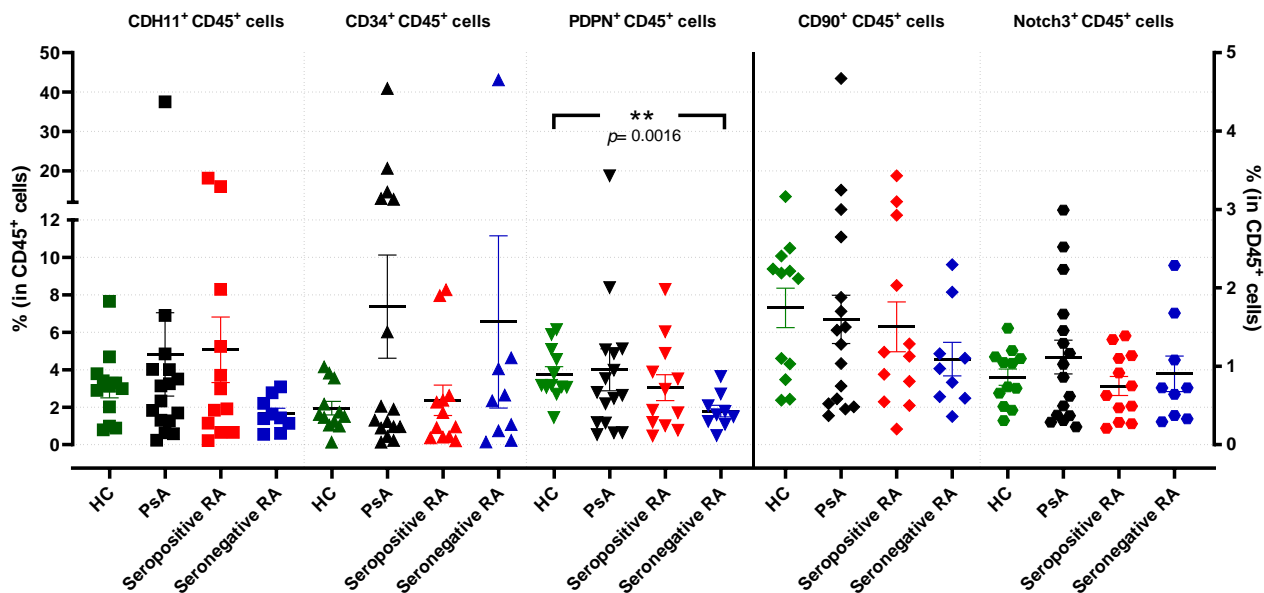 CDH11⁺ CD45⁺ cells
CD34⁺ CD45⁺ cells
PDPN⁺ CD45⁺ cells
CD90⁺ CD45⁺ cells
Notch3⁺ CD45⁺ cells
50
40
30
20
12
10
8
6
4
2
0
% (in CD45⁺ cells)
**
p= 0.0016
5
4
3
2
1
0
% (in CD45⁺ cells)
HC
PsA
Seropositive RA
Seronegative RA
HC
PsA
Seropositive RA
Seronegative RA
HC
PsA
Seropositive RA
Seronegative RA
HC
PsA
Seropositive RA
Seronegative RA
HC
PsA
Seropositive RA
Seronegative RA